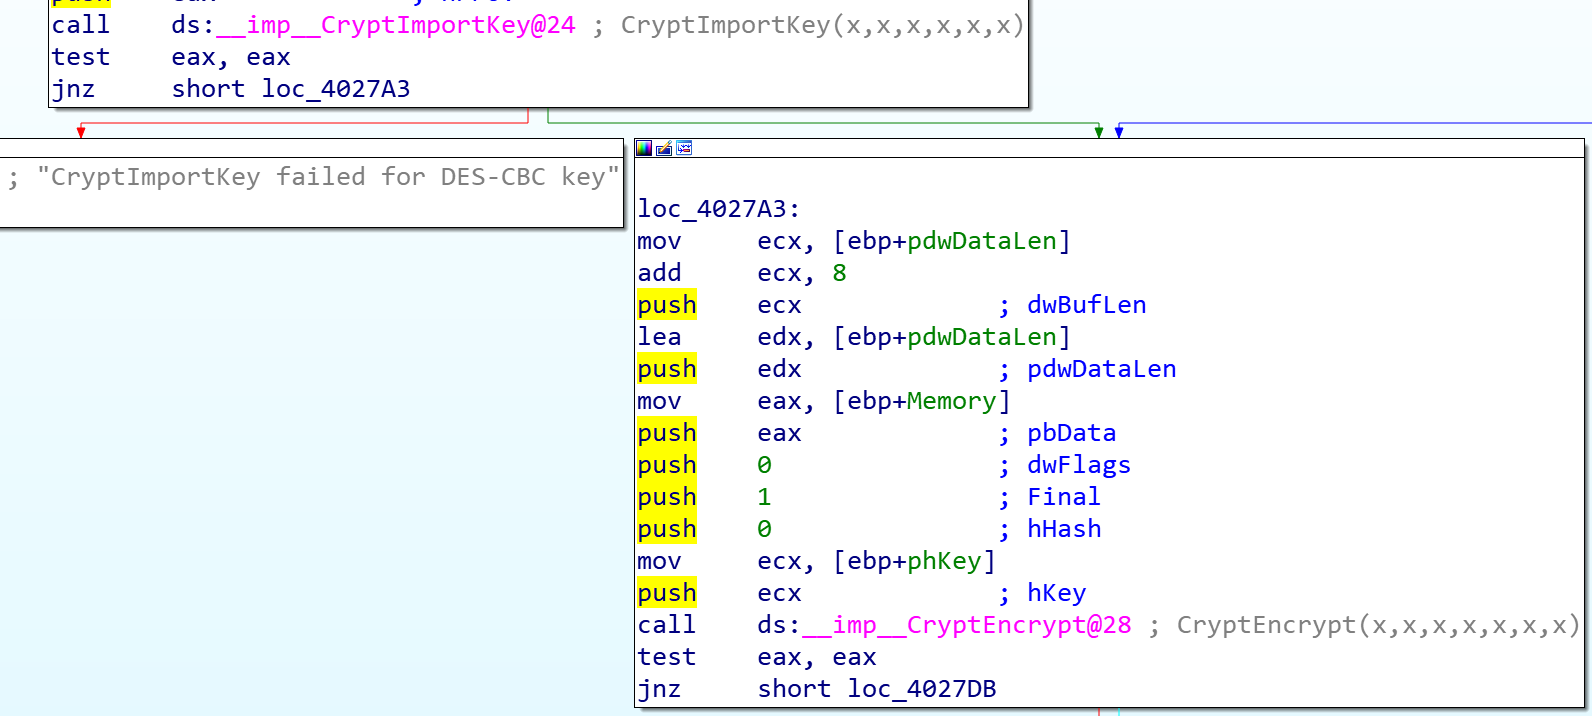 push
call ds:__imp__CryptImportKey@24 ; CryptImportKey(x,x,x,x,x,x)
test eax, eax
jnz short loc_4027A3
; "CryptImportKey failed for DES-CBC key"
loc_4027A3:
mov ecx, [ebp+pdwDataLen]
add ecx, 8
push ecx ; dwBufLen
lea edx, [ebp+pdwDataLen]
push edx ; pdwDataLen
mov eax, [ebp+Memory]
push eax ; pbData
push 0 ; dwFlags
push 1 ; Final
push 0 ; hHash
mov ecx, [ebp+phKey]
push ecx ; hKey
call ds:__imp__CryptEncrypt@28 ; CryptEncrypt(x,x,x,x,x,x,x)
test eax, eax
jnz short loc_4027DB